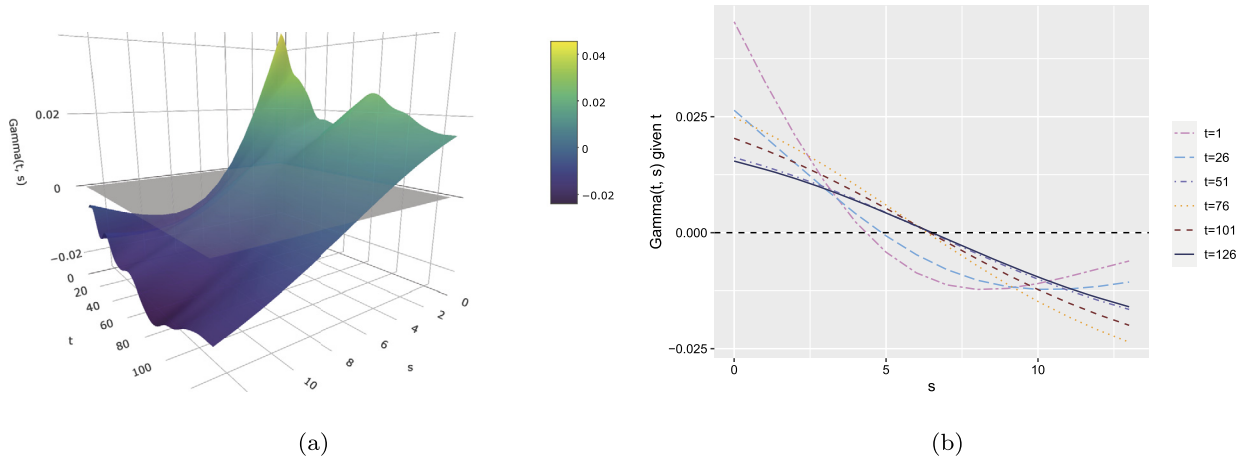 Gamma(t, s)
0.02
0
−0.02
0
20
40
60
80
100
t
10
8
6
4
2
0
s
0.04
0.02
0
−0.02
(a)
Gamma(t, s) given t
0.025
0.000
−0.025
0
5
10
s
t=1
t=26
t=51
t=76
t=101
t=126
(b)